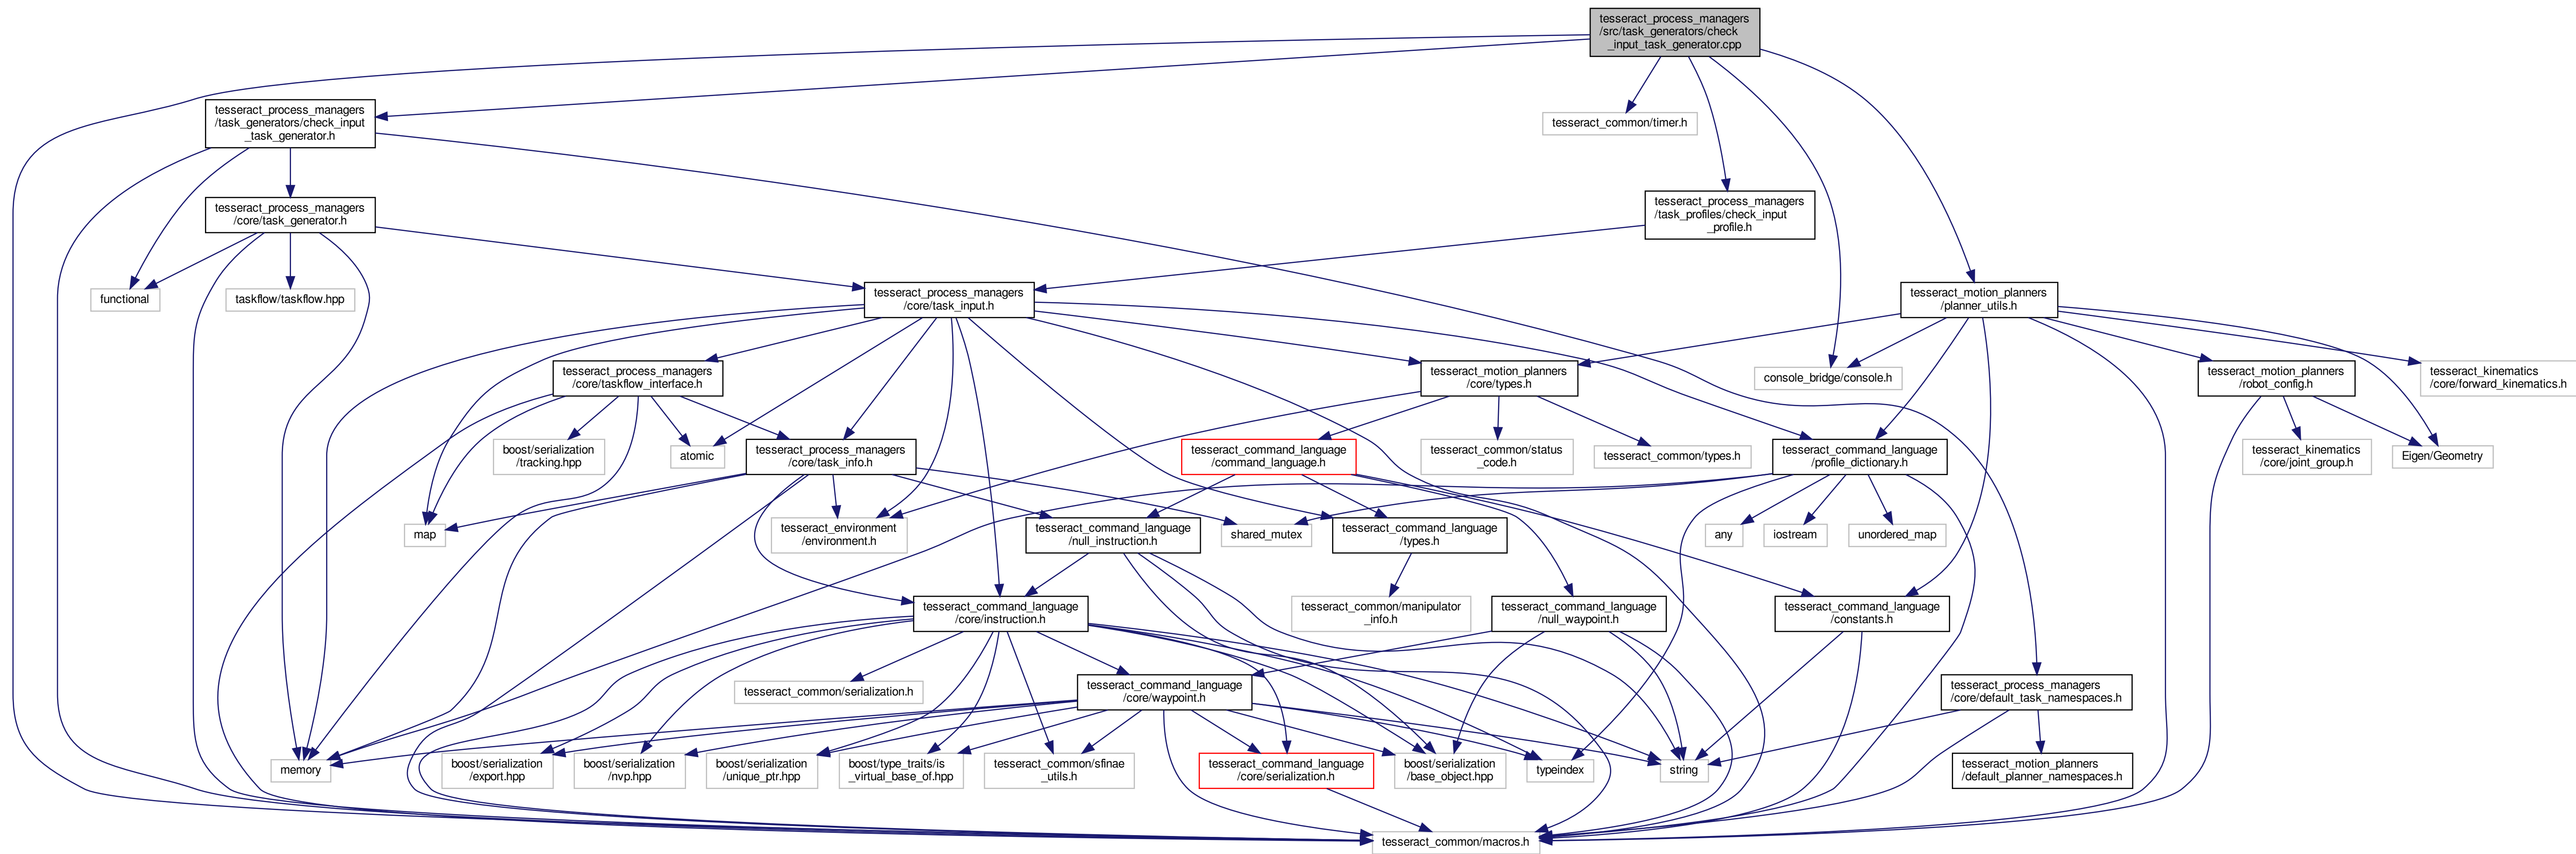 tesseract_process_managers
/src/task_generators/check
_input_task_generator.cpp
tesseract_process_managers
/task_generators/check_input
_task_generator.h
tesseract_common/timer.h
tesseract_process_managers
/core/task_generator.h
tesseract_process_managers
/task_profiles/check_input
_profile.h
functional
taskflow/taskflow.hpp
tesseract_process_managers
/core/task_input.h
tesseract_motion_planners
/planner_utils.h
tesseract_process_managers
/core/taskflow_interface.h
tesseract_motion_planners
/core/types.h
console_bridge/console.h
tesseract_motion_planners
/robot_config.h
tesseract_kinematics
/core/forward_kinematics.h
boost/serialization
/tracking.hpp
atomic
tesseract_process_managers
/core/task_info.h
tesseract_command_language
/command_language.h
tesseract_common/status
_code.h
tesseract_common/types.h
tesseract_command_language
/profile_dictionary.h
tesseract_kinematics
/core/joint_group.h
Eigen/Geometry
map
tesseract_environment
/environment.h
tesseract_command_language
/null_instruction.h
shared_mutex
tesseract_command_language
/types.h
any
iostream
unordered_map
tesseract_command_language
/core/instruction.h
tesseract_common/manipulator
_info.h
tesseract_command_language
/null_waypoint.h
tesseract_command_language
/constants.h
tesseract_common/serialization.h
tesseract_command_language
/core/waypoint.h
tesseract_process_managers
/core/default_task_namespaces.h
memory
boost/serialization
/export.hpp
boost/serialization
/nvp.hpp
boost/serialization
/unique_ptr.hpp
boost/type_traits/is
_virtual_base_of.hpp
tesseract_common/sfinae
_utils.h
tesseract_command_language
/core/serialization.h
boost/serialization
/base_object.hpp
typeindex
string
tesseract_motion_planners
/default_planner_namespaces.h
tesseract_common/macros.h